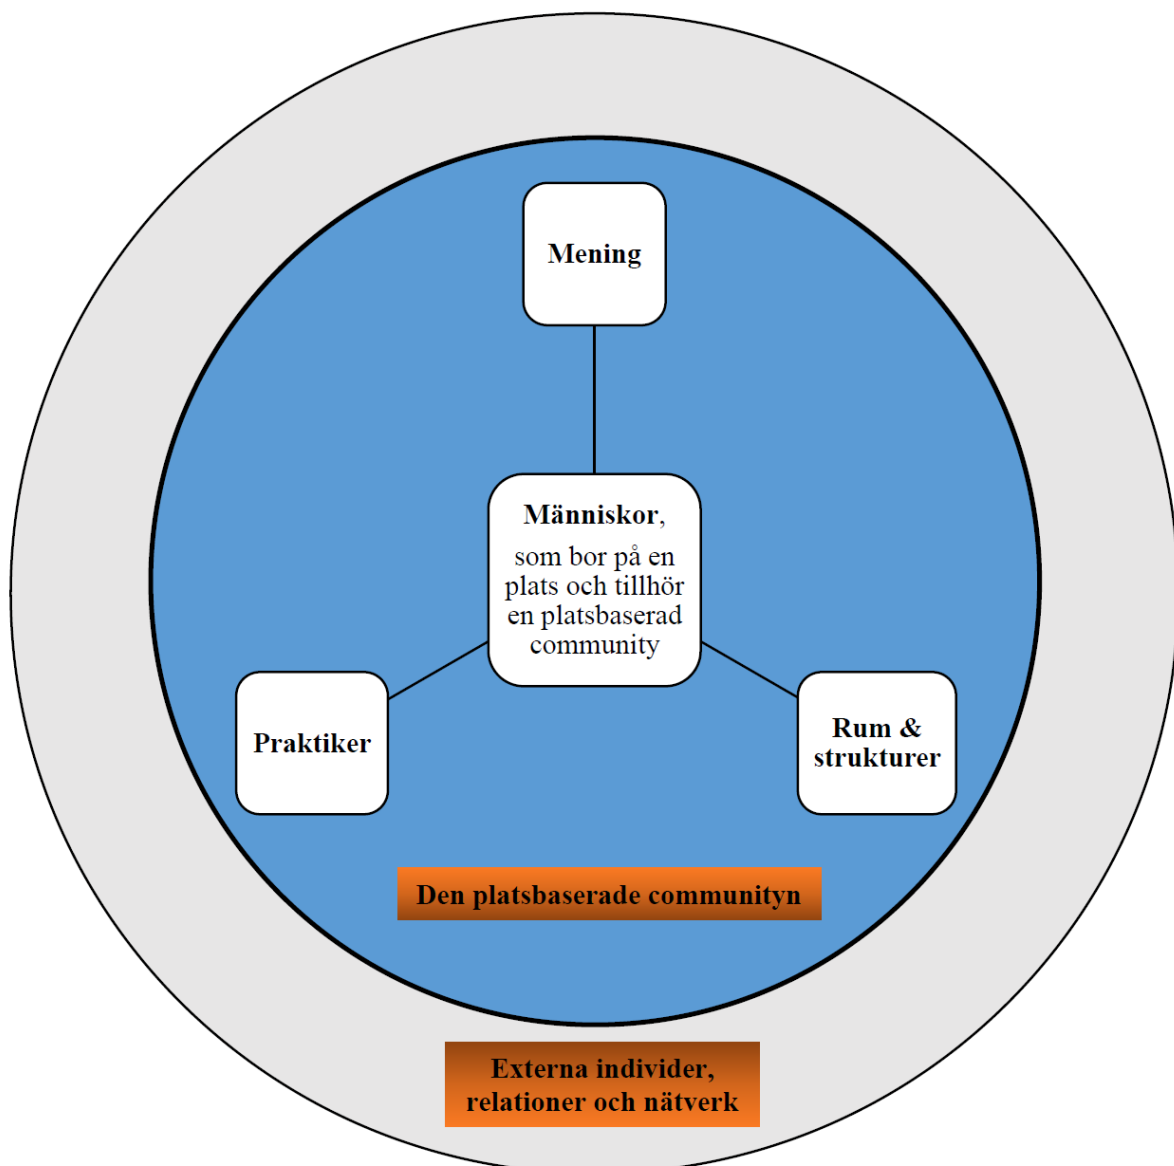 Mening
Människor,
som bor på en
plats och tillhör
en platsbaserad
community
Praktiker
Rum &
strukturer
Den platsbaserade communityn
Externa individer,
relationer och nätverk